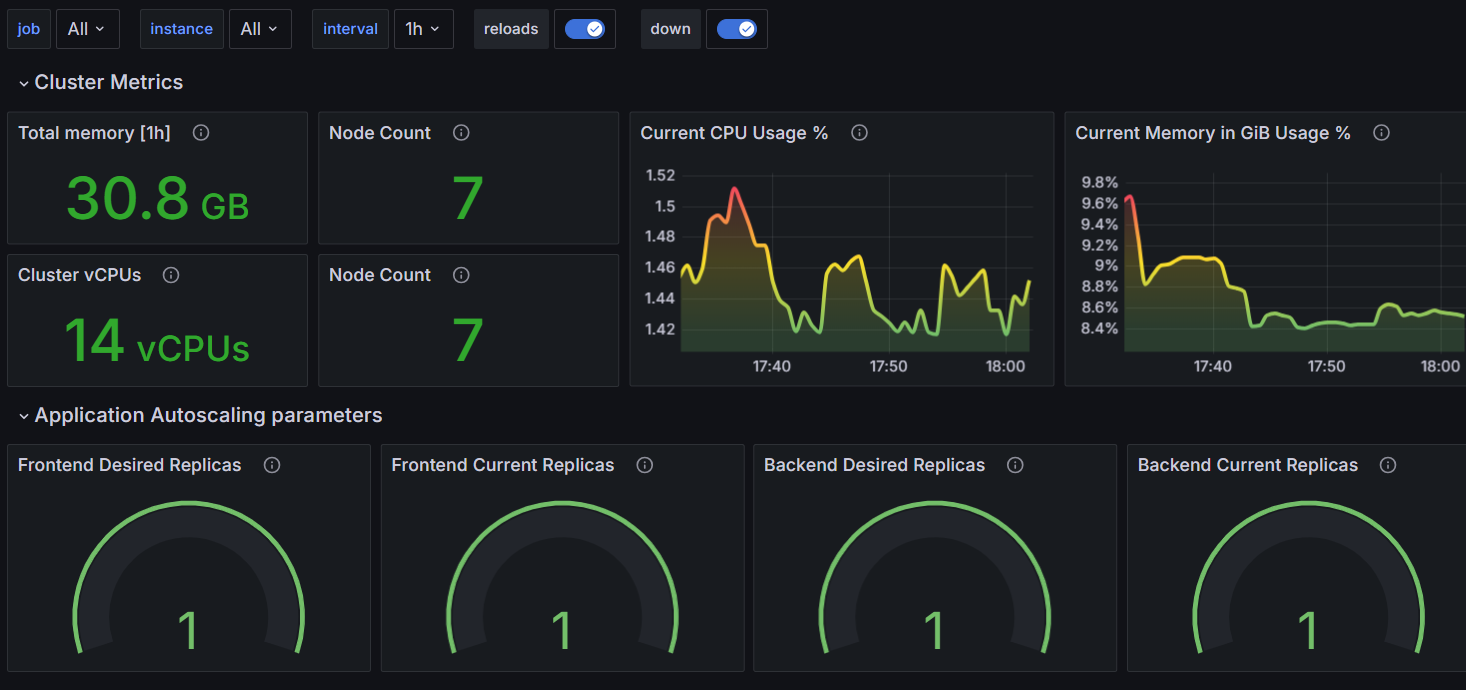 job All instance All interval 1h reloads down
Cluster Metrics
Total memory [1h]
30.8 GB
Node Count
7
Cluster vCPUs
14 vCPUs
Node Count
7
Current CPU Usage %
1.52
1.5
1.48
1.46
1.44
1.42
17:40 17:50 18:00
Current Memory in GiB Usage %
9.8%
9.6%
9.4%
9.2%
9%
8.8%
8.6%
8.4%
17:40 17:50 18:00
Application Autoscaling parameters
Frontend Desired Replicas
1
Frontend Current Replicas
1
Backend Desired Replicas
1
Backend Current Replicas
1